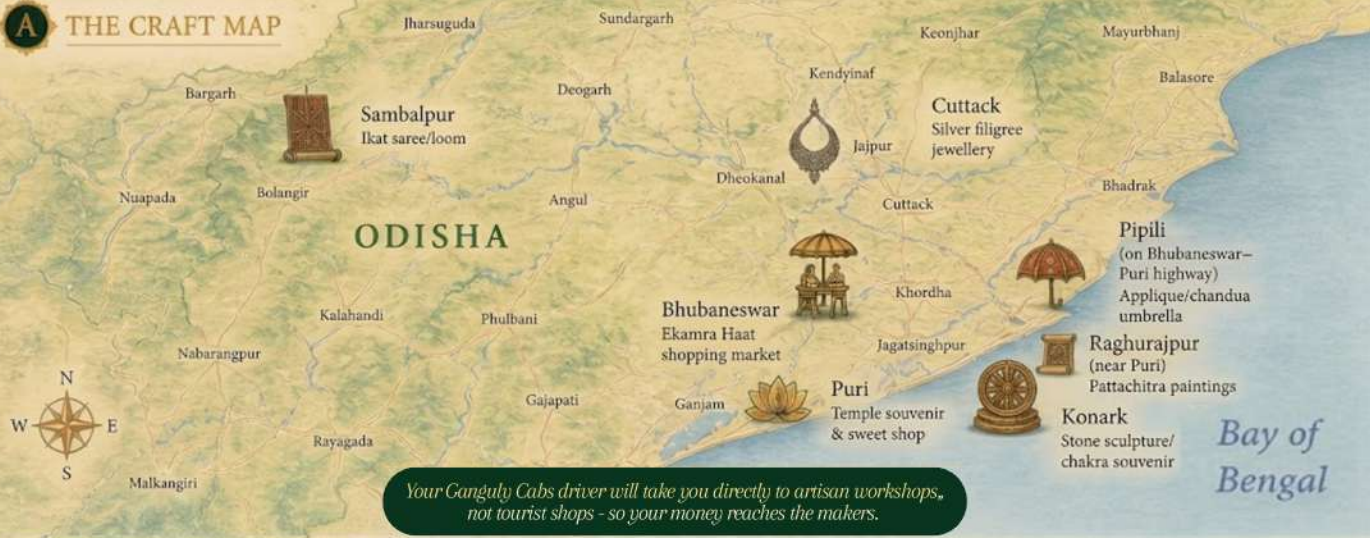 A THE CRAFT MAP
Jharsuguda
Sundargarh
Keonjhar
Mayurbhanj
Bargarh
Deogarh
Kendyinaf
Balasore
Sambalpur
Ikat saree/loom
Cuttack
Silver filigree
jewellery
Jajpur
Dheokanal
Nuapada
Bolangir
Angul
Cuttack
Bhadrak
ODISHA
Pipili
(on Bhubaneswar–
Puri highway)
Applique/chandua
umbrella
Khordha
Bhubaneswar
Ekamra Haat
shopping market
Kalahandi
Phulbani
Jagatsinghpur
Raghurajpur
(near Puri)
Pattachitra paintings
Nabarangpur
N
W E
S
Gajapati
Ganjam
Puri
Temple souvenir
& sweet shop
Konark
Stone sculpture/
chakra souvenir
Bay of
Bengal
Rayagada
Malkangiri
Your Ganguly Cabs driver will take you directly to artisan workshops,,
not tourist shops - so your money reaches the makers.